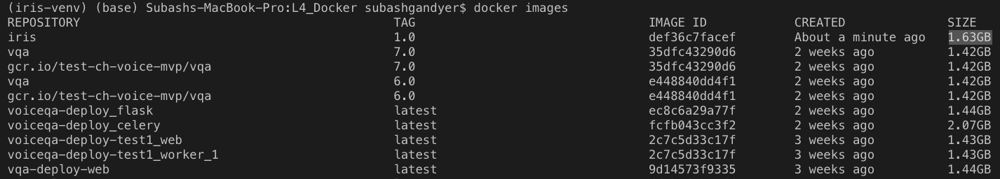 (iris-venv) (base) Subashs-MacBook-Pro:L4_Docker subashgandyer$ docker images
REPOSITORY TAG IMAGE ID CREATED SIZE
iris 1.0 def36c7facef About a minute ago 1.63GB
vqa 7.0 35dfc43290d6 2 weeks ago 1.42GB
gcr.io/test-ch-voice-mvp/vqa 7.0 35dfc43290d6 2 weeks ago 1.42GB
vqa 6.0 e448840dd4f1 2 weeks ago 1.42GB
gcr.io/test-ch-voice-mvp/vqa 6.0 e448840dd4f1 2 weeks ago 1.42GB
voiceqa-deploy_flask latest ec8c6a29a77f 2 weeks ago 1.44GB
voiceqa-deploy_celery latest fcfb043cc3f2 2 weeks ago 2.07GB
voiceqa-deploy-test1_web latest 2c7c5d33c17f 3 weeks ago 1.43GB
voiceqa-deploy-test1_worker_1 latest 2c7c5d33c17f 3 weeks ago 1.43GB
vqa-deploy-web latest 9d14573f9335 3 weeks ago 1.44GB